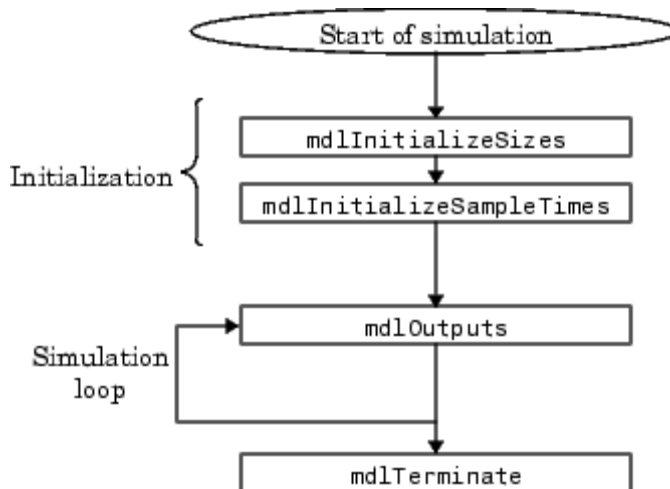 Start of simulation
mdlInitializeSizes
Initialization
mdlInitializeSampleTimes
mdlOutputs
Simulation
loop
mdlTerminate